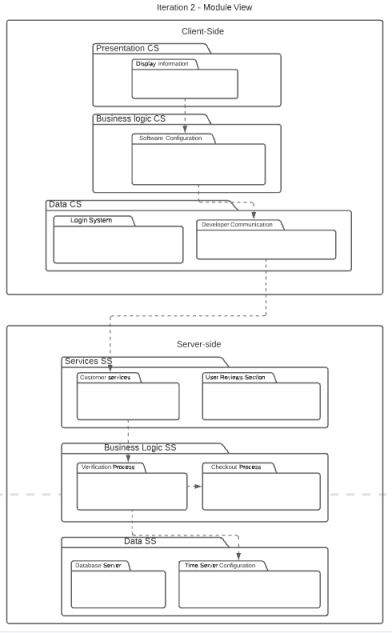 Iteration 2 - Module View
Client-Side
Presentation CS
Display information
Business logic CS
Software Configuration
Data CS
Login System
Developer Communication
Server-side
Services SS
Customer services
User Reviews Section
Business Logic SS
Verification Process
Checkout Process
Data SS
Database Server
Time Server Configuration